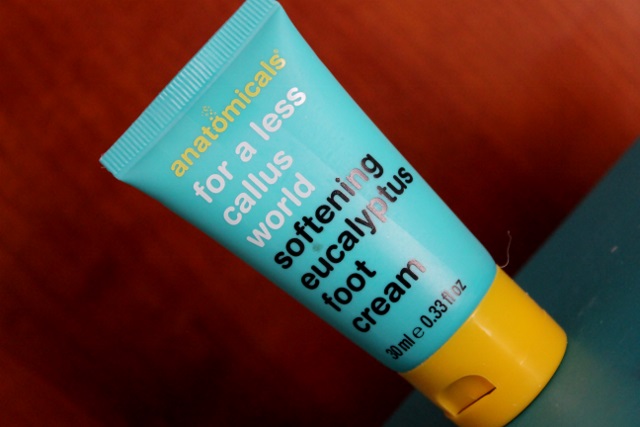 anatomicals
for a less
callus
world
softening
eucalyptus
foot
cream
30 ml e 0.33 fl oz